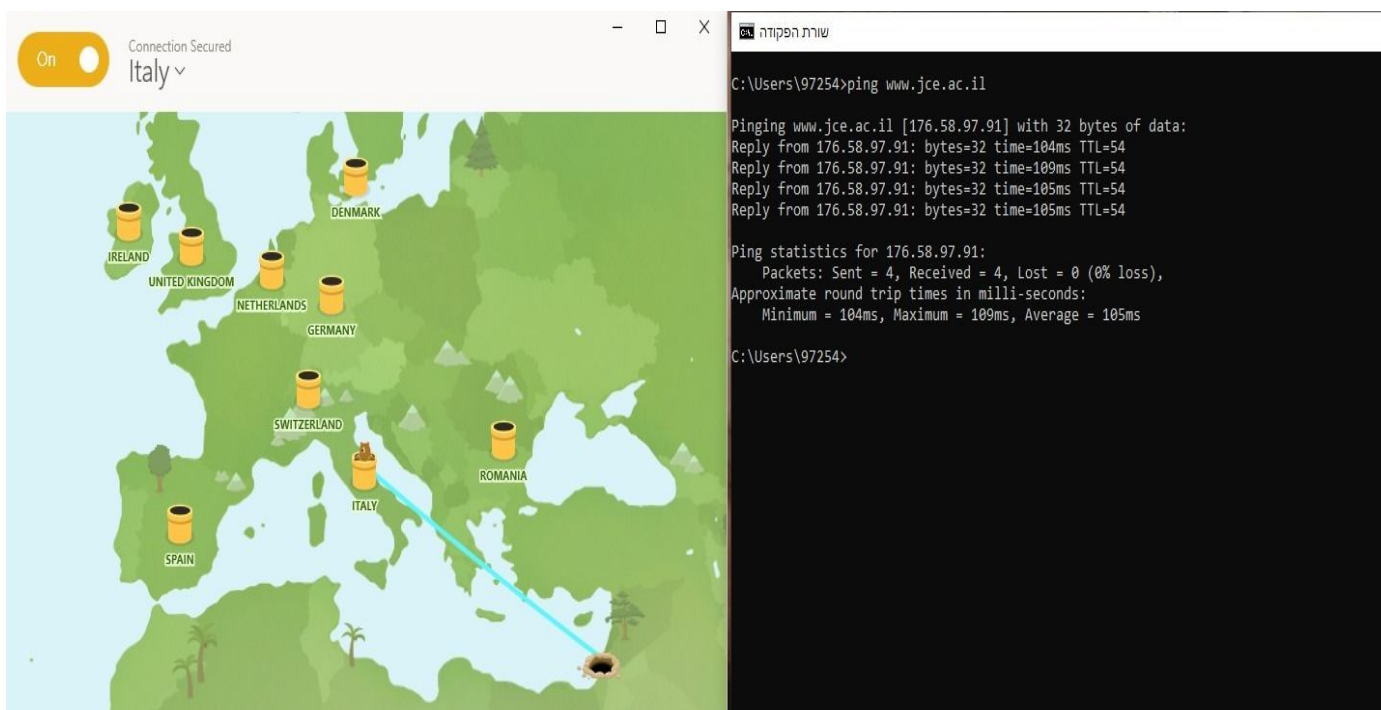 On
Connection Secured
Italy
DENMARK
IRELAND
UNITED KINGDOM
NETHERLANDS
GERMANY
SWITZERLAND
ROMANIA
ITALY
SPAIN
שורת הפקודה
C:\Users\97254>ping www.jce.ac.il
Pinging www.jce.ac.il [176.58.97.91] with 32 bytes of data:
Reply from 176.58.97.91: bytes=32 time=104ms TTL=54
Reply from 176.58.97.91: bytes=32 time=109ms TTL=54
Reply from 176.58.97.91: bytes=32 time=105ms TTL=54
Reply from 176.58.97.91: bytes=32 time=105ms TTL=54
Ping statistics for 176.58.97.91:
Packets: Sent = 4, Received = 4, Lost = 0 (0% loss),
Approximate round trip times in milli-seconds:
Minimum = 104ms, Maximum = 109ms, Average = 105ms
C:\Users\97254>